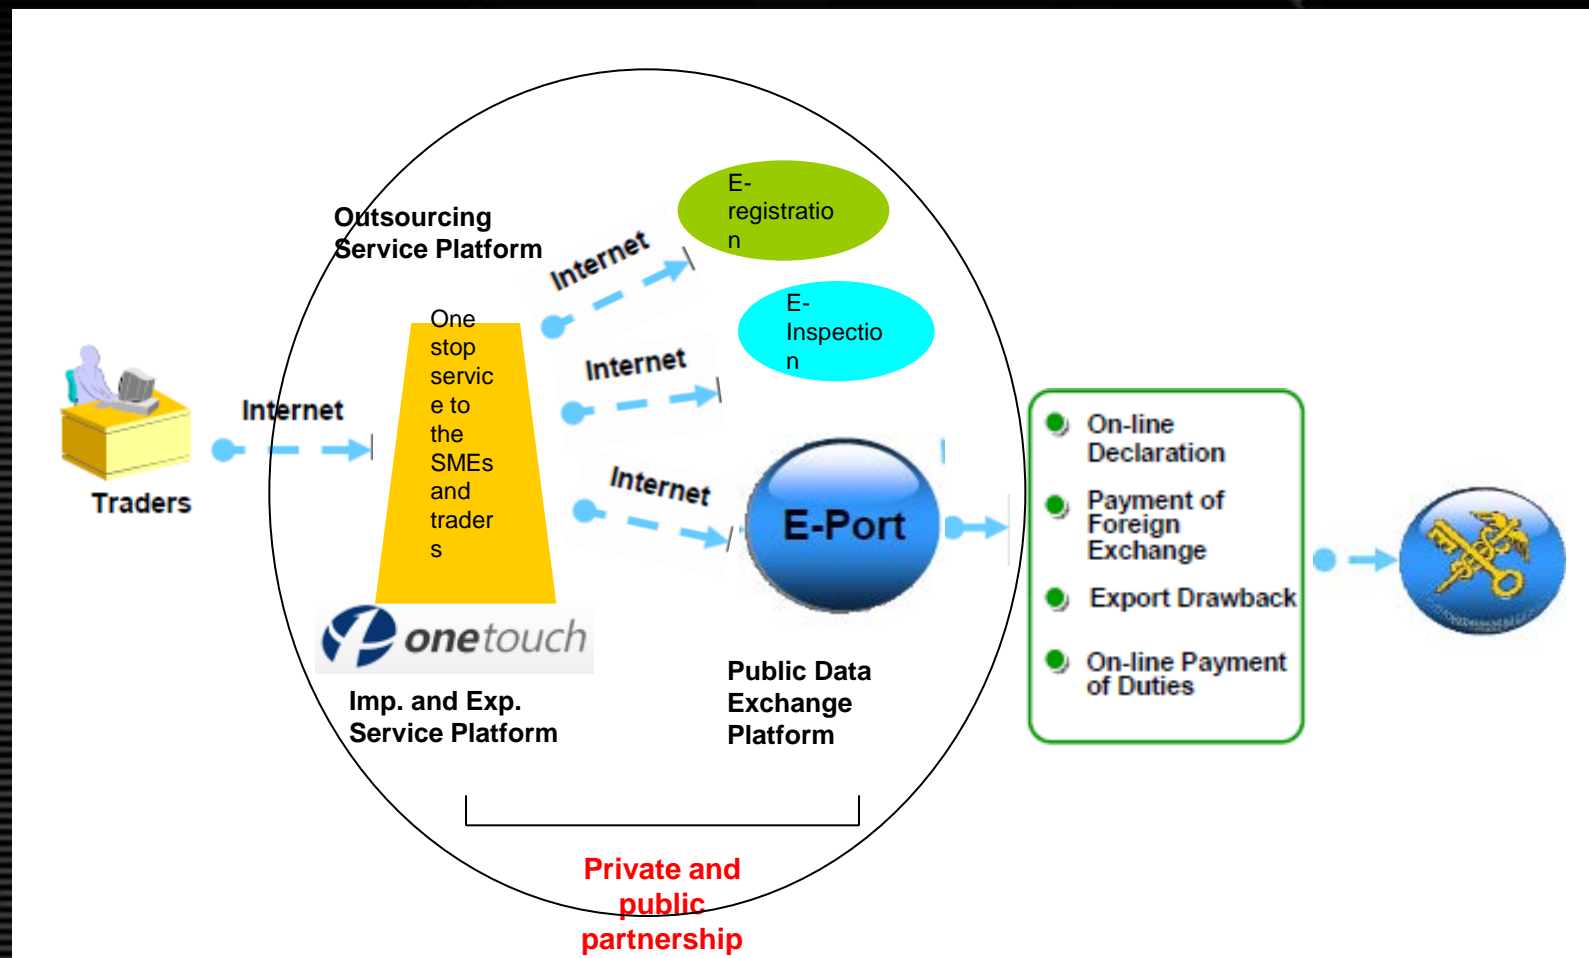 Outsourcing
Service Platform
E-
registratio
n
Internet
E-
Inspectio
n
Internet
One
stop
servic
e to
the
SMEs
and
trader
s
Internet
Traders
Internet
E-Port
onetouch
Imp. and Exp.
Service Platform
Public Data
Exchange
Platform
On-line
Declaration
Payment of
Foreign
Exchange
Export Drawback
On-line Payment
of Duties
Private and
public
partnership